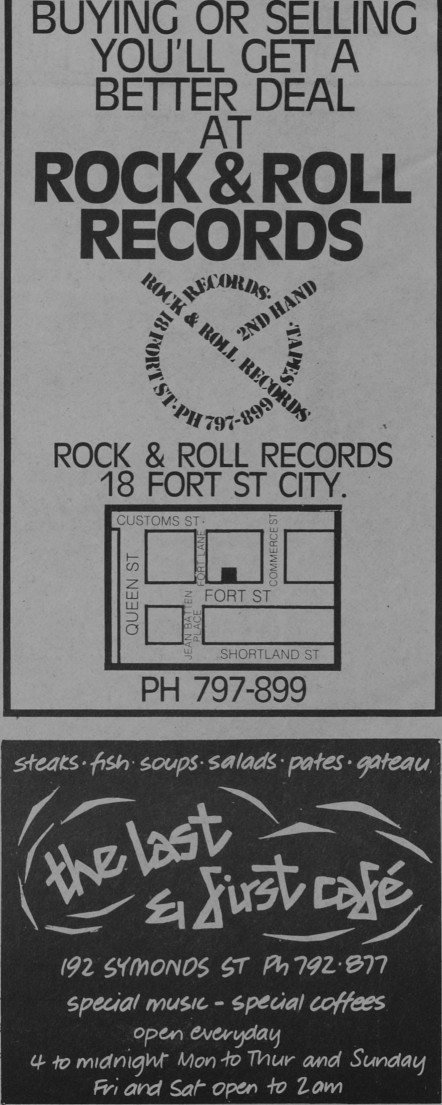 BUYING OR SELLING
YOU'LL GET A
BETTER DEAL
AT
ROCK & ROLL
RECORDS
RECORDS·
2ND HAND
·TAPES·
ROCK & ROLL RECORDS
18 FORT ST·PH 797-899
ROCK & ROLL RECORDS
18 FORT ST CITY.
CUSTOMS ST·
QUEEN ST
FORT LANE
COMMERCE ST
FORT ST
JEAN BATTEN
PLACE
SHORTLAND ST
PH 797-899
steaks·fish·soups·salads·pates·gateau
the last
& first café
192 SYMONDS ST Ph 792·877
special music - special coffees
open everyday
4 to midnight Mon to Thur and Sunday
Fri and Sat open to 2am